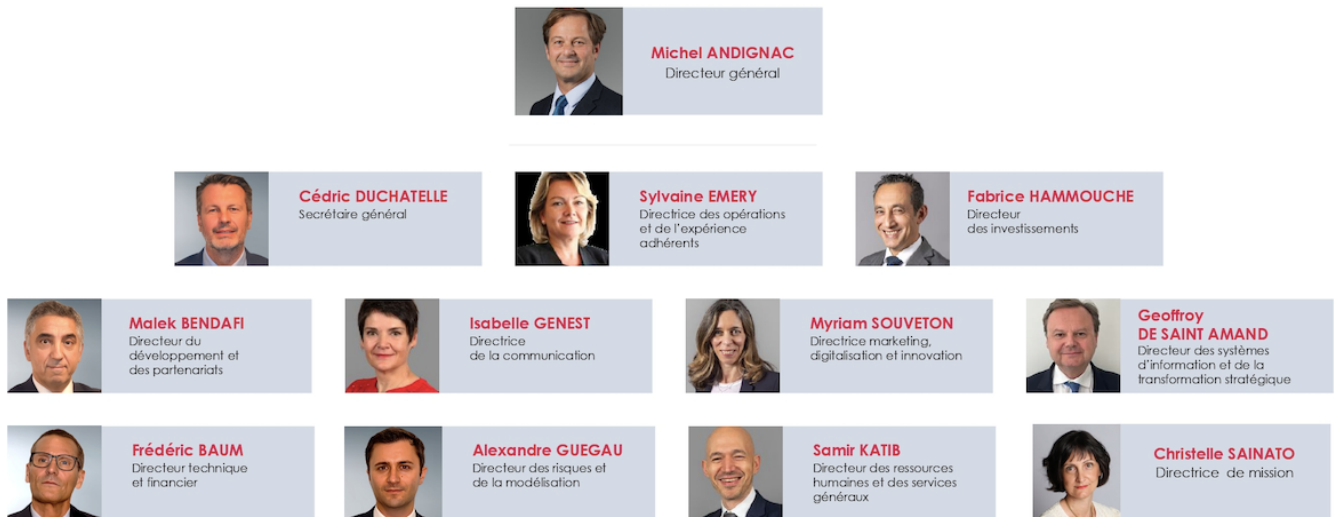 Michel ANDIGNAC
Directeur général
Cédric DUCHATELLE
Secrétaire général
Sylvaine EMERY
Directrice des opérations
et de l'expérience
adhérents
Fabrice HAMMOUCHE
Directeur
des investissements
Malek BENDAFI
Directeur du
développement et
des partenariats
Isabelle GENEST
Directrice
de la communication
Myriam SOUVETON
Directrice marketing,
digitalisation et innovation
Geoffroy
DE SAINT AMAND
Directeur des systèmes
d'information et de la
transformation stratégique
Frédéric BAUM
Directeur technique
et financier
Alexandre GUEGAU
Directeur des risques et
de la modélisation
Samir KATIB
Directeur des ressources
humaines et des services
généraux
Christelle SAINATO
Directrice de mission